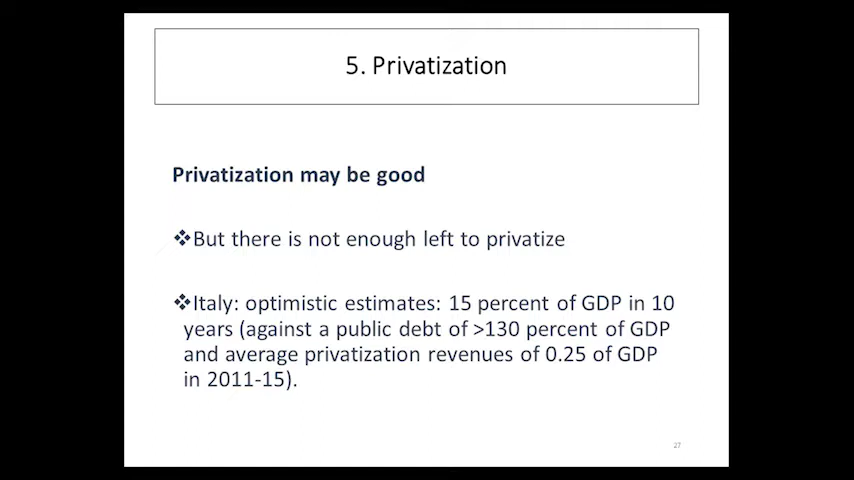 5. Privatization
Privatization may be good
❖But there is not enough left to privatize
❖Italy: optimistic estimates: 15 percent of GDP in 10
years (against a public debt of >130 percent of GDP
and average privatization revenues of 0.25 of GDP
in 2011-15).
27